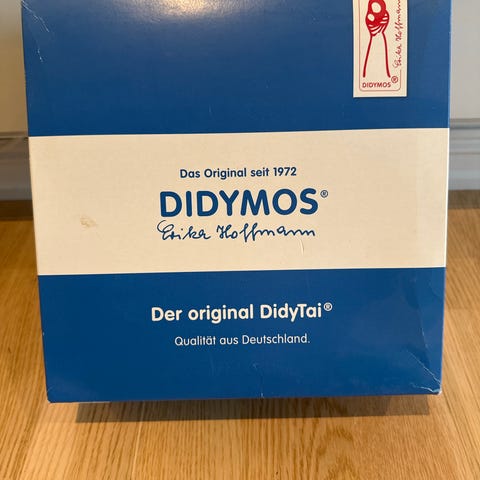 DIDYMOS®
Erika Hoffmann
Das Original seit 1972
DIDYMOS®
Erika Hoffmann
Der original DidyTai®
Qualität aus Deutschland.